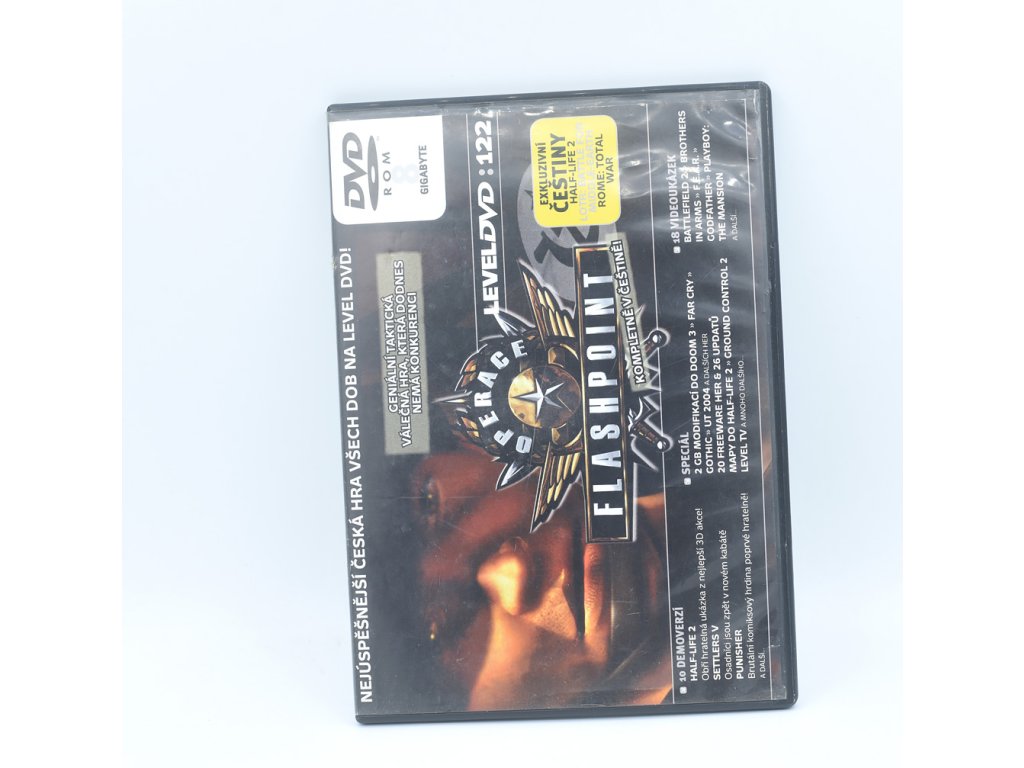 NEJÚSPĚŠNĚJŠÍ ČESKÁ HRA VŠECH DOB NA LEVEL DVD!
DVD
ROM
8
GIGABYTE
GENIÁLNÍ TAKTICKÁ
VÁLEČNÁ HRA, KTERÁ DODNES
NEMÁ KONKURENCI
LEVELDVD:122
OPERACE
FLASHPOINT
KOMPLETNĚ V ČEŠTINĚ!
EXKLUZIVNÍ
ČEŠTINY
HALF-LIFE 2
ROME: TOTAL
WAR
10 DEMOVERZÍ
HALF-LIFE 2
Obří hratelná ukázka z nejlepší 3D akce!
SETTLERS V
Osadníci jsou zpět v novém kabátě
PUNISHER
Brutální komiksový hrdina poprvé hratelně!
A DALŠÍ...
SPECIÁL
2 GB MODIFIKACÍ DO DOOM 3 » FAR CRY »
GOTHIC » UT 2004 A DALŠÍCH HER
20 FREEWARE HER & 26 UPDATŮ
MAPY DO HALF-LIFE 2 » GROUND CONTROL 2
LEVEL TV A MNOHO DALŠÍHO...
18 VIDEOUKÁZEK
BATTLEFIELD 2 » BROTHERS
IN ARMS » F.E.A.R. »
GODFATHER » PLAYBOY:
THE MANSION
A DALŠÍ...